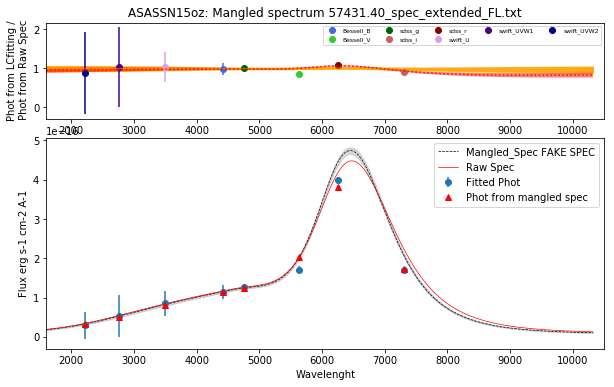 ASASSN15oz: Mangled spectrum 57431.40_spec_extended_FL.txt
Phot from LCfitting /
Phot from Raw Spec
2
1
0
Bessell_B
sdss_g
sdss_r
swift_UVW1
swift_UVW2
Bessell_V
sdss_i
swift_U
2000 3000 4000 5000 6000 7000 8000 9000 10000
1e−16
Flux erg s-1 cm-2 A-1
5
4
3
2
1
0
Mangled_Spec FAKE SPEC
Raw Spec
Fitted Phot
Phot from mangled spec
2000 3000 4000 5000 6000 7000 8000 9000 10000
Wavelenght